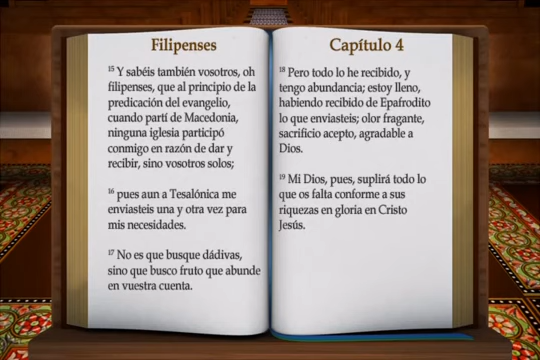 Filipenses
15 Y sabéis también vosotros, oh
filipenses, que al principio de la
predicación del evangelio,
cuando partí de Macedonia,
ninguna iglesia participó
conmigo en razón de dar y
recibir, sino vosotros solos;
16 pues aun a Tesalónica me
enviasteis una y otra vez para
mis necesidades.
17 No es que busque dádivas,
sino que busco fruto que abunde
en vuestra cuenta.
Capítulo 4
18 Pero todo lo he recibido, y
tengo abundancia; estoy lleno,
habiendo recibido de Epafrodito
lo que enviasteis; olor fragante,
sacrificio acepto, agradable a
Dios.
19 Mi Dios, pues, suplirá todo lo
que os falta conforme a sus
riquezas en gloria en Cristo
Jesús.